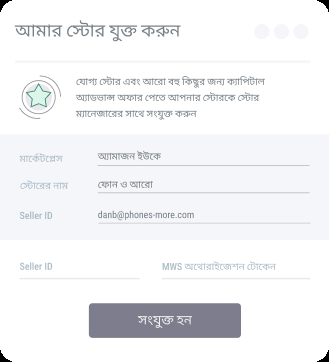 আমার স্টোর যুক্ত করুন
যোগ্য স্টোর এবং আরো বহু কিছুর জন্য ক্যাপিটাল
অ্যাডভান্স অফার পেতে আপনার স্টোরকে স্টোর
ম্যানেজারের সাথে সংযুক্ত করুন
মার্কেটপ্লেস অ্যামাজন ইউকে
স্টোরের নাম ফোন ও আরো
Seller ID danb@phones-more.com
Seller ID MWS অথোরাইজেশন টোকেন
সংযুক্ত হন